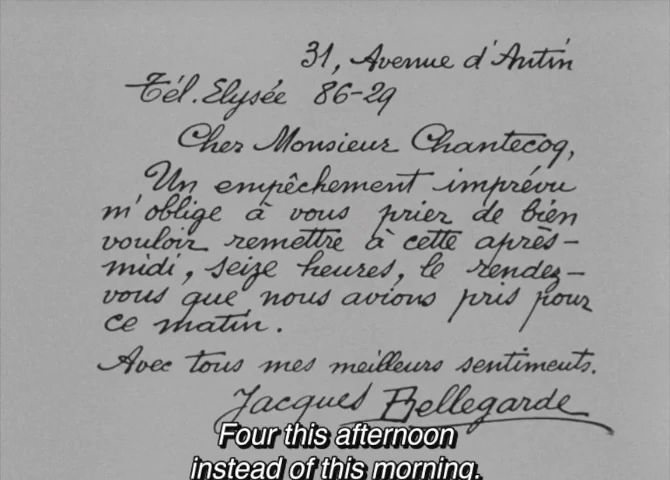 31, Avenue d'Antin
Tél. Elysée 86-29
Cher Monsieur Chantecoq,
Un empêchement imprévu
m'oblige à vous prier de bien
vouloir remettre à cette après-
midi, seize heures, le rendez-
vous que nous avions pris pour
ce matin.
Avec tous mes meilleurs sentiments.
Jacques Bellegarde
Four this afternoon
instead of this morning.